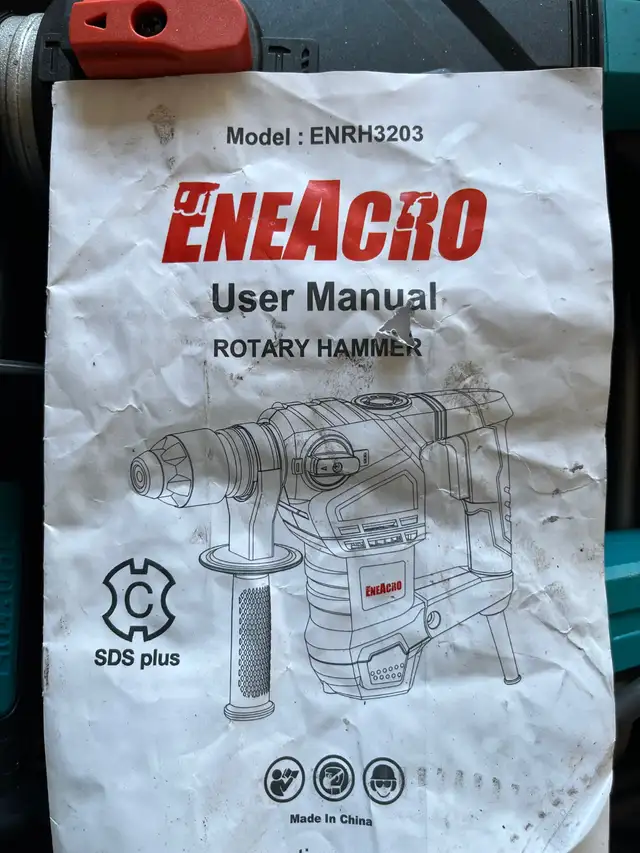 Model : ENRH3203
ENEACRO
User Manual
ROTARY HAMMER
ENEACRO
C
SDS plus
Made In China